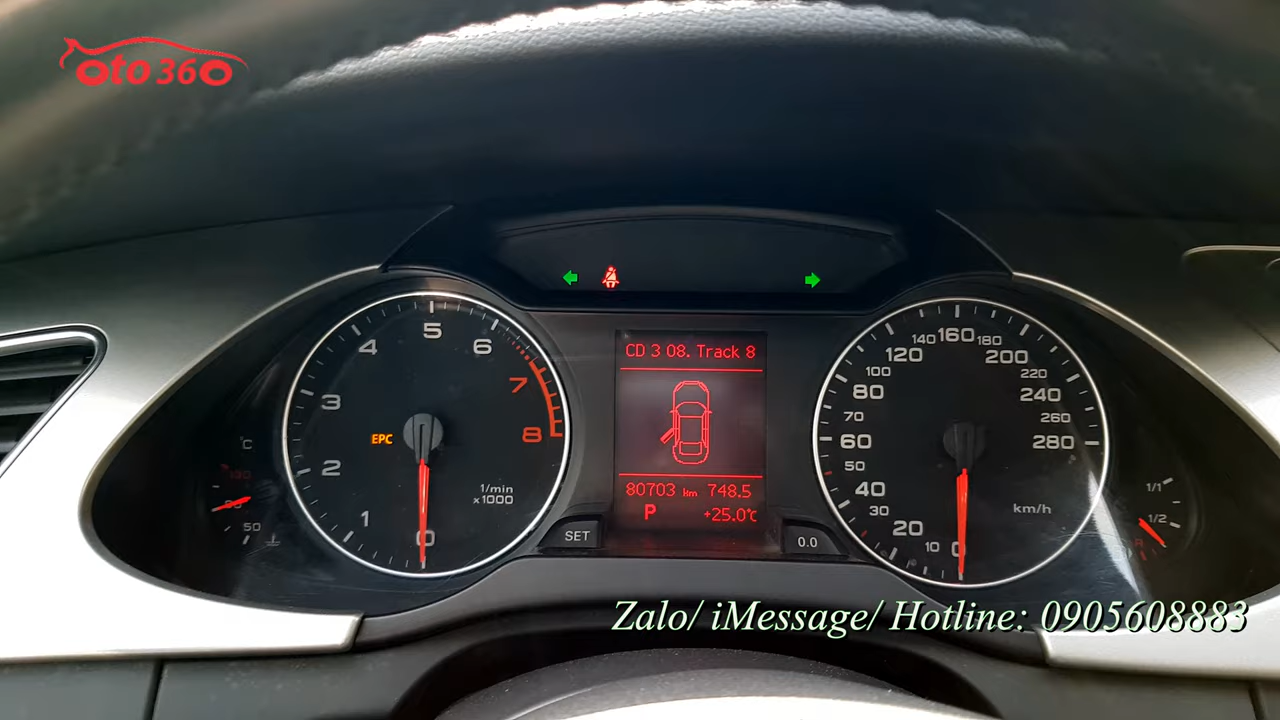 oto 360
CD 3 08. Track 8
80703 km 748.5
P +25.0°C
EPC
1/min
x1000
0 1 2 3 4 5 6 7 8
°C
50
SET
0.0
0 10 20 30 40 50 60 70 80 100 120 140 160 180 200 220 240 260 280
km/h
1/1
1/2
R
Zalo/ iMessage/ Hotline: 0905608883